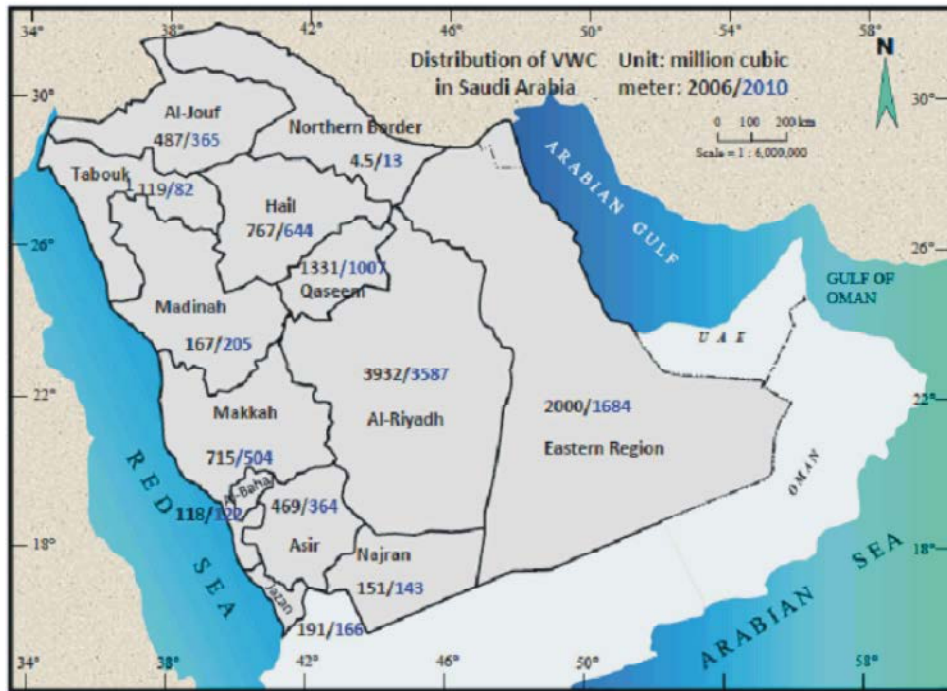 34°
42°
46°
50°
54°
58°
Distribution of VWC
in Saudi Arabia
Unit: million cubic
meter: 2006/2010
N
0 100 200 km
Scale = 1 : 6,000,000
30°
30°
Al-Jouf
487/365
Northern Border
4.5/13
Tabouk
119/82
Hail
767/644
ARABIAN GULF
26°
26°
1331/1007
Qaseem
GULF OF
OMAN
Madinah
167/205
UAE
3932/3587
Al-Riyadh
2000/1684
Eastern Region
22°
22°
Makkah
715/504
OMAN
RED SEA
Al-Baha
118/122
469/364
Asir
18°
18°
Najran
151/143
Jazan
191/166
ARABIAN SEA
34°
38°
42°
46°
50°
58°